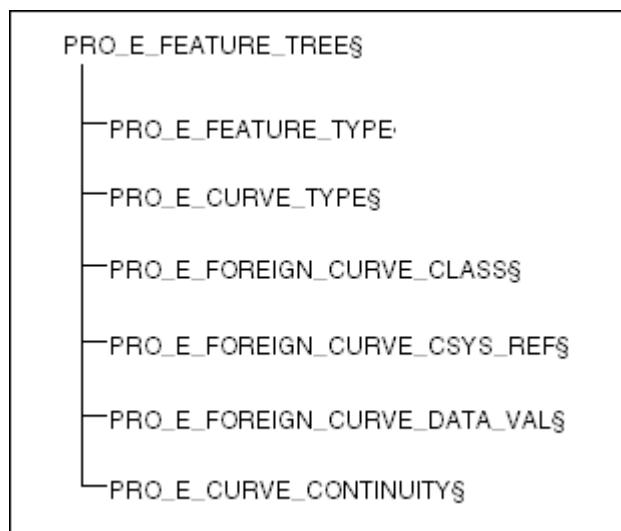 PRO_E_FEATURE_TREE§
PRO_E_FEATURE_TYPE
PRO_E_CURVE_TYPE§
PRO_E_FOREIGN_CURVE_CLASS§
PRO_E_FOREIGN_CURVE_CSYS_REF§
PRO_E_FOREIGN_CURVE_DATA_VAL§
PRO_E_CURVE_CONTINUITY§